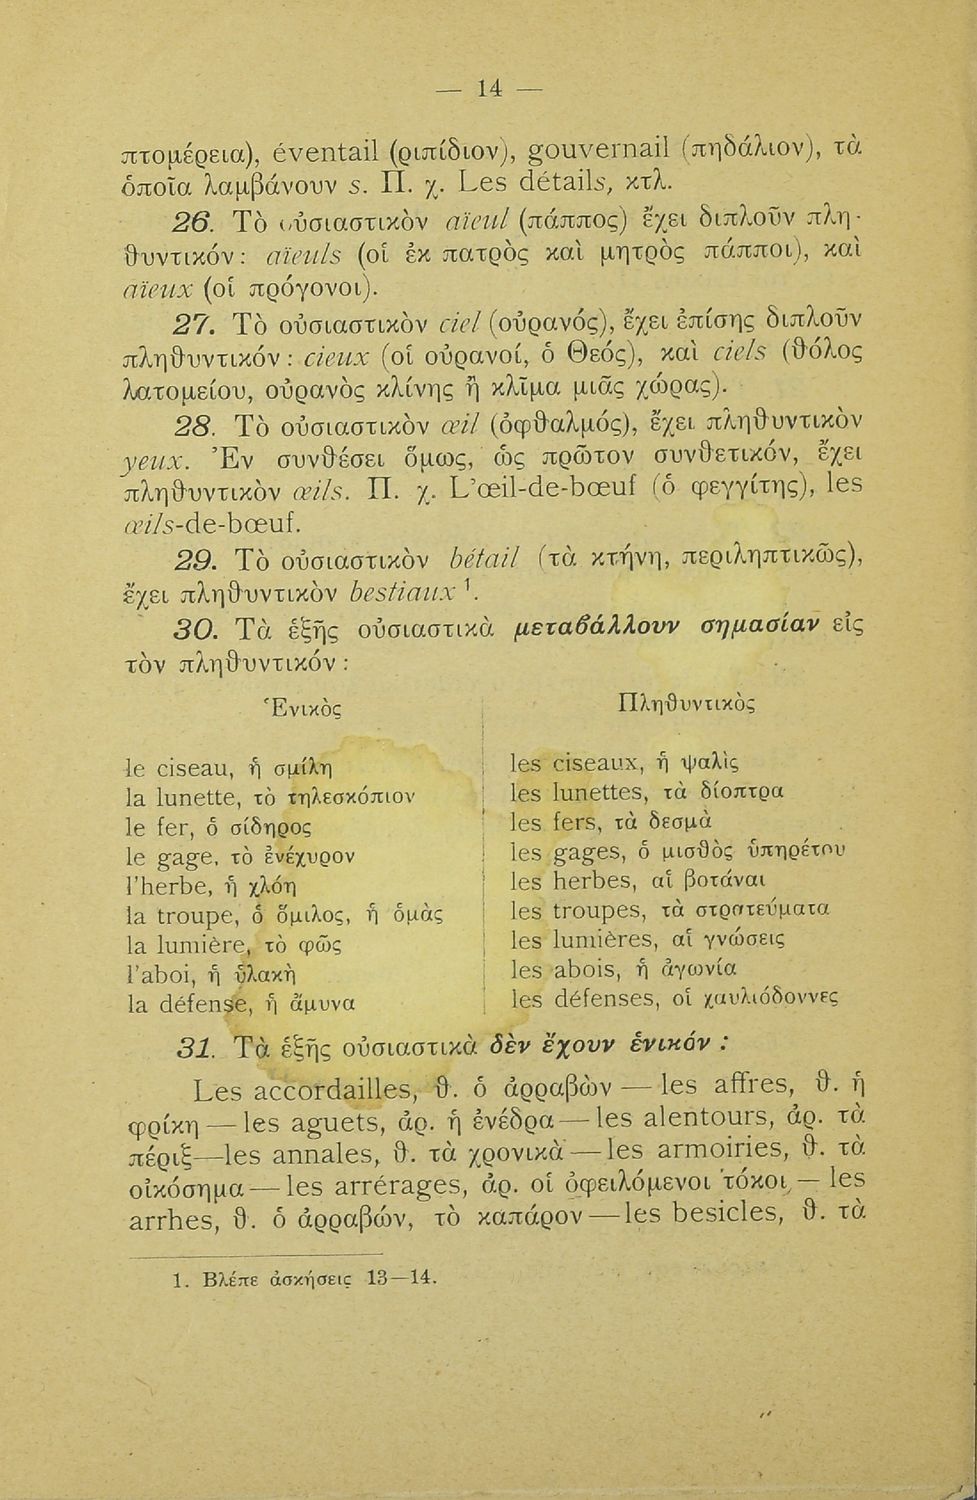 — 14 —
πτομέρεια), éventail (ριπίδιον), gouvernail (πηδάλιον), τὰ
ὁποῖα λαμβάνουν s. Π. χ. Les détails, κτλ.
26. Τὸ οὐσιαστικὸν aïeul (πάππος) ἔχει διπλοῦν πλη-
θυντικόν: aïeuls (οἱ ἐκ πατρὸς καὶ μητρὸς πάπποι), καὶ
aïeux (οἱ πρόγονοι).
27. Τὸ οὐσιαστικὸν ciel (οὐρανός), ἔχει ἐπίσης διπλοῦν
πληθυντικόν: cieux (οἱ οὐρανοί, ὁ Θεός), καὶ ciels (θόλος
λατομείου, οὐρανὸς κλίνης ἢ κλῖμα μιᾶς χώρας).
28. Τὸ οὐσιαστικὸν œil (ὀφθαλμός), ἔχει πληθυντικὸν
yeux. Ἐν συνθέσει ὅμως, ὡς πρῶτον συνθετικόν, ἔχει
πληθυντικὸν œils. Π. χ. L'œil-de-bœuf (ὁ φεγγίτης), les
œils-de-bœuf.
29. Τὸ οὐσιαστικὸν bétail (τὰ κτήνη, περιληπτικῶς),
ἔχει πληθυντικὸν bestiaux ¹.
30. Τὰ ἑξῆς οὐσιαστικὰ μεταβάλλουν σημασίαν εἰς
τὸν πληθυντικόν:
Ἑνικὸς Πληθυντικὸς
le ciseau, ἡ σμίλη les ciseaux, ἡ ψαλὶς
la lunette, τὸ τηλεσκόπιον les lunettes, τὰ δίοπτρα
le fer, ὁ σίδηρος les fers, τὰ δεσμὰ
le gage, τὸ ἐνέχυρον les gages, ὁ μισθὸς ὑπηρέτου
l'herbe, ἡ χλόη les herbes, αἱ βοτάναι
la troupe, ὁ ὅμιλος, ἡ ὁμὰς les troupes, τὰ στρατεύματα
la lumière, τὸ φῶς les lumières, αἱ γνώσεις
l'aboi, ἡ ὑλακὴ les abois, ἡ ἀγωνία
la défense, ἡ ἄμυνα les défenses, οἱ χαυλιόδοννες
31. Τὰ ἑξῆς οὐσιαστικὰ δὲν ἔχουν ἑνικόν :
Les accordailles, θ. ὁ ἀρραβὼν — les affres, θ. ἡ
φρίκη — les aguets, ἀρ. ἡ ἐνέδρα — les alentours, ἀρ. τὰ
πέριξ — les annales, θ. τὰ χρονικὰ — les armoiries, θ. τὰ
οἰκόσημα — les arrérages, ἀρ. οἱ ὀφειλόμενοι τόκοι, — les
arrhes, θ. ὁ ἀρραβών, τὸ καπάρον — les besicles, θ. τὰ
1. Βλέπε ἀσκήσεις 13—14.